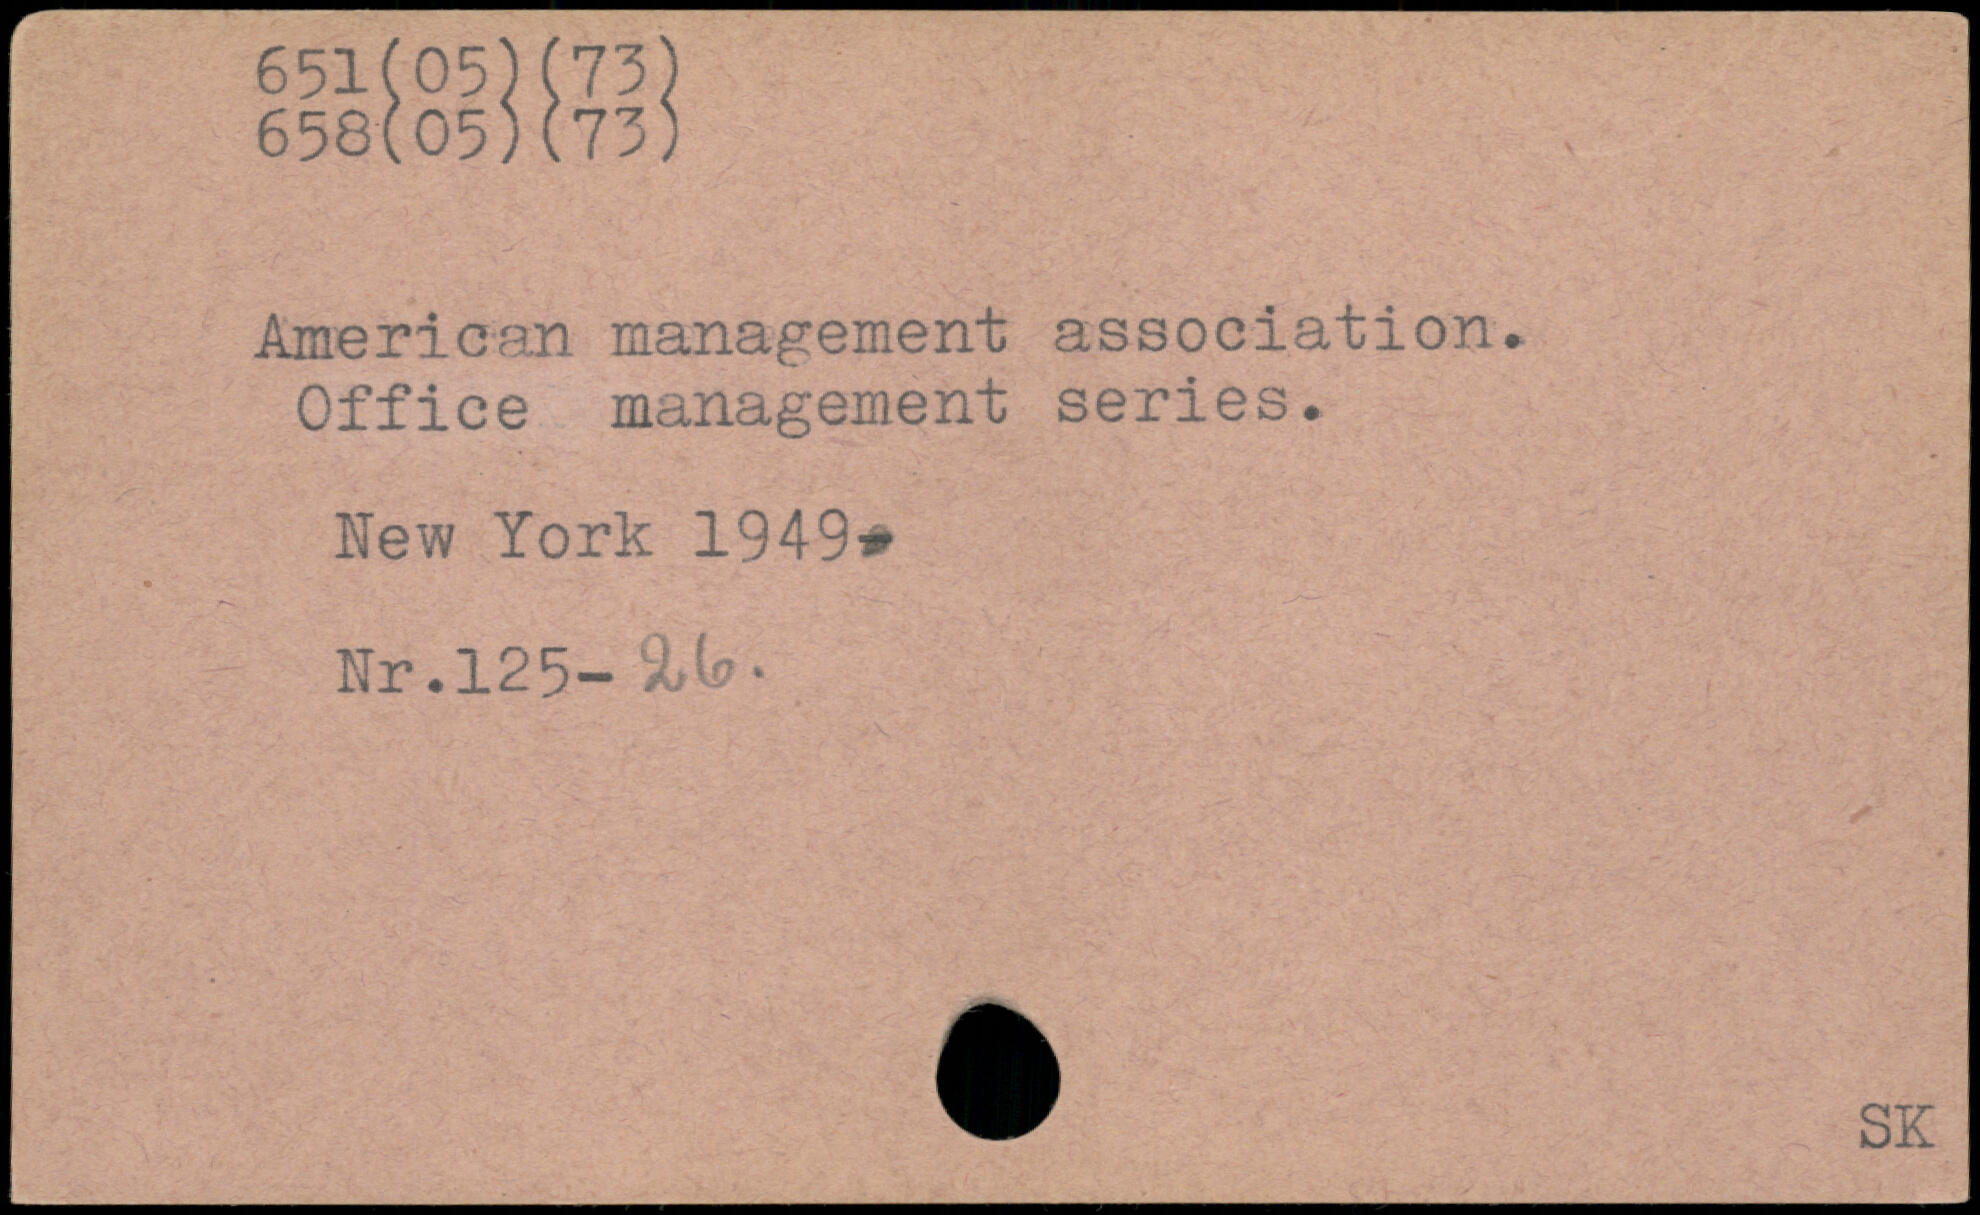 651(05)(73)
658(05)(73)
American management association.
Office management series.
New York 1949.
Nr.125- 26.
SK